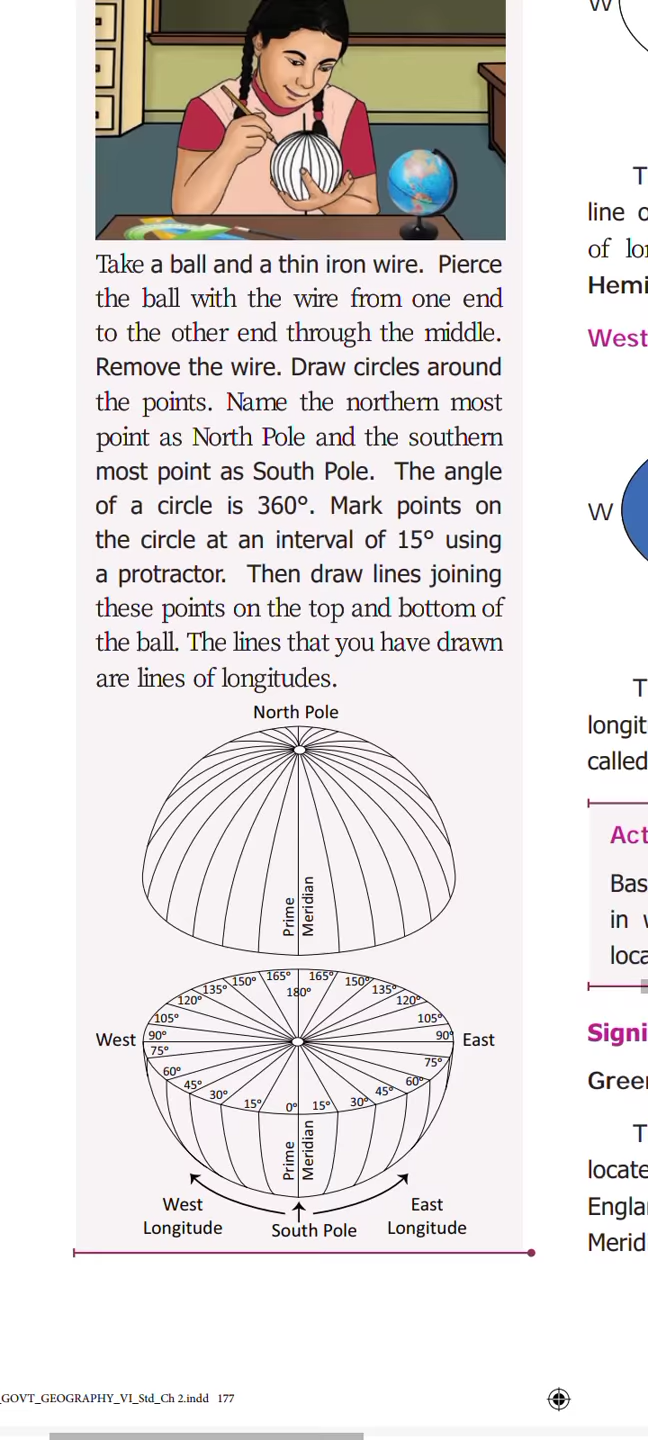 Take a ball and a thin iron wire. Pierce
the ball with the wire from one end
to the other end through the middle.
Remove the wire. Draw circles around
the points. Name the northern most
point as North Pole and the southern
most point as South Pole. The angle
of a circle is 360°. Mark points on
the circle at an interval of 15° using
a protractor. Then draw lines joining
these points on the top and bottom of
the ball. The lines that you have drawn
are lines of longitudes.
North Pole
Prime
Meridian
165° 165°
150° 150°
180°
135° 135°
120° 120°
105° 105°
West 90° 90° East
75° 75°
60° 60°
45° 45°
30° 30°
15° 0° 15°
Prime
Meridian
West
Longitude
South Pole
East
Longitude
_GOVT_GEOGRAPHY_VI_Std_Ch 2.indd 177
W
T
line o
of lo
Hemi
West
W
T
longit
called
Act
Bas
in
loca
Signi
Green
T
locate
Engla
Merid